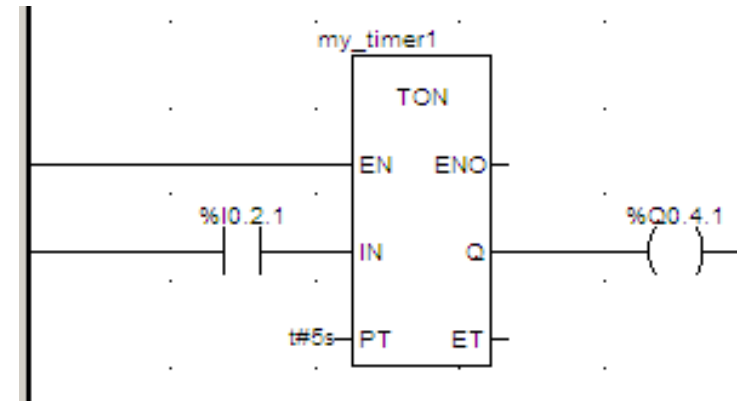 my_timer1
TON
EN ENO
%I0.2.1 %Q0.4.1
IN Q
t#5s PT ET